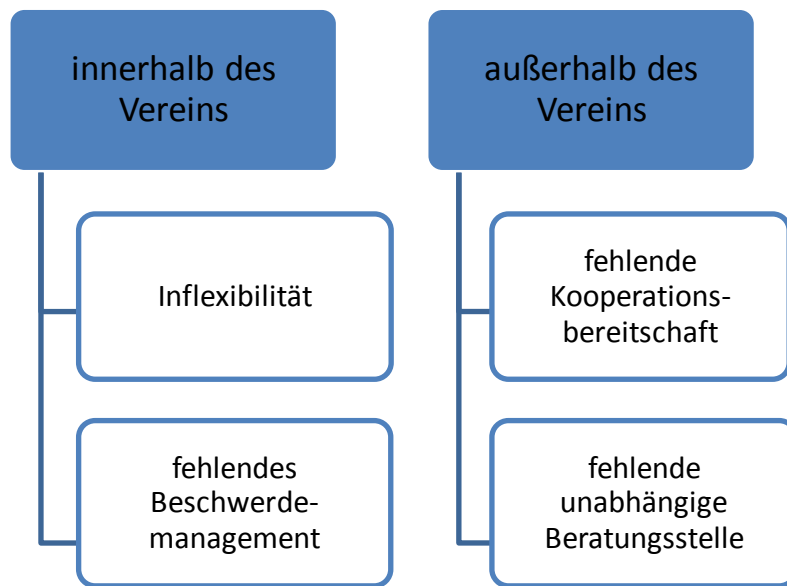 innerhalb des
Vereins
Inflexibilität
fehlendes
Beschwerde-
management
außerhalb des
Vereins
fehlende
Kooperations-
bereitschaft
fehlende
unabhängige
Beratungsstelle